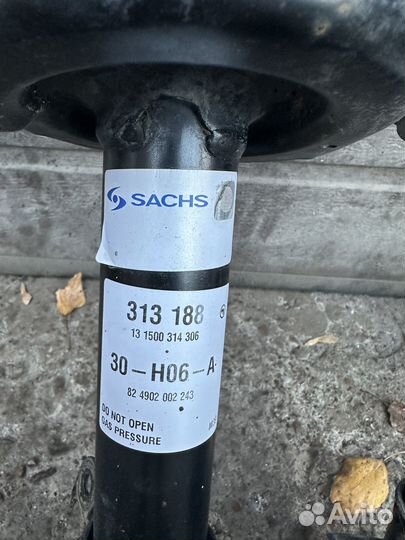 SACHS
313 188
13 1500 314 306
30-H06-A
82 4902 002 243
DO NOT OPEN
GAS PRESSURE
Avito